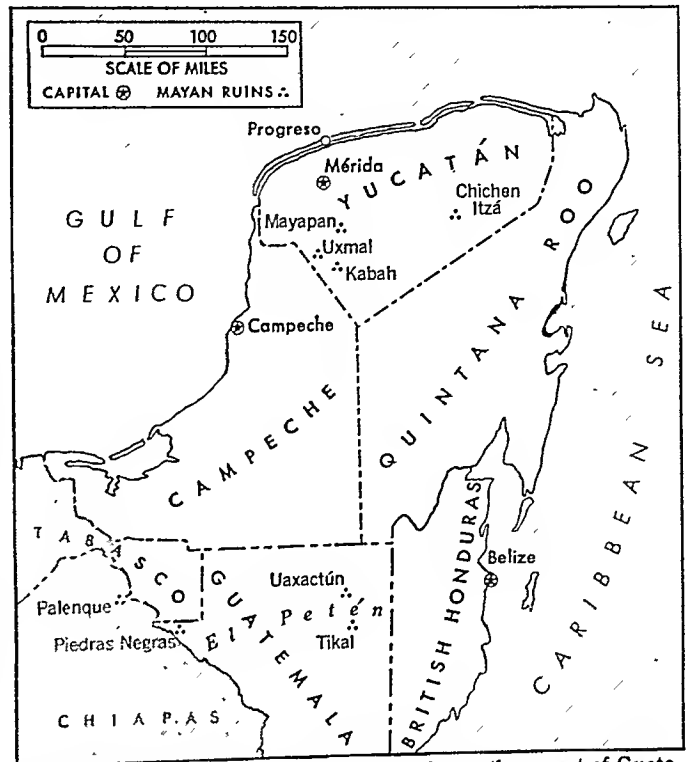 0 50 100 150
SCALE OF MILES
CAPITAL MAYAN RUINS
Progreso
Mérida
YUCATÁN
Chichen
Itzá
Mayapan
Uxmal
Kabah
GULF
OF
MEXICO
Campeche
CAMPECHE
QUINTANA ROO
CARIBBEAN SEA
TABASCO
Palenque
Piedras Negras
CHIAPAS
GUATEMALA
El Petén
Uaxactún
Tikal
BRITISH HONDURAS
Belize